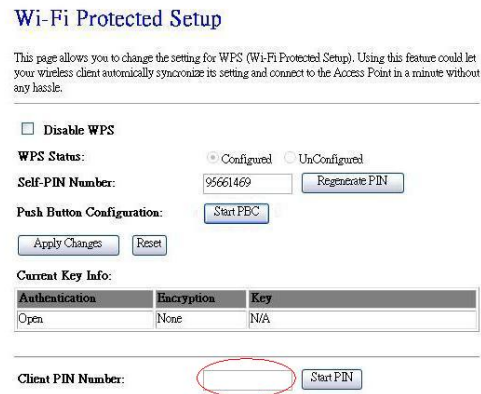 Wi-Fi Protected Setup
This page allows you to change the setting for WPS (Wi-Fi Protected Setup). Using this feature could let
your wireless client automically syncronize its setting and connect to the Access Point in a minute without
any hassle.
Disable WPS
WPS Status: Configured UnConfigured
Self-PIN Number: 95661469 Regenerate PIN
Push Button Configuration: Start PBC
Apply Changes Reset
Current Key Info:
Authentication Encryption Key
Open None N/A
Client PIN Number: Start PIN